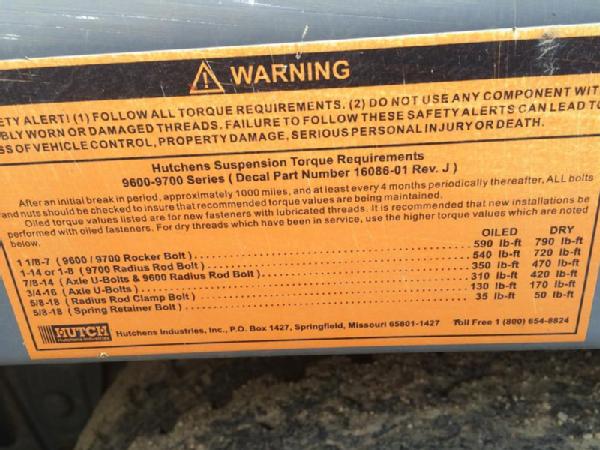 WARNING
ETY ALERT! (1) FOLLOW ALL TORQUE REQUIREMENTS. (2) DO NOT USE ANY COMPONENT WITH
BLY WORN OR DAMAGED THREADS. FAILURE TO FOLLOW THESE SAFETY ALERTS CAN LEAD TO
SS OF VEHICLE CONTROL, PROPERTY DAMAGE, SERIOUS PERSONAL INJURY OR DEATH.
Hutchens Suspension Torque Requirements
9600-9700 Series ( Decal Part Number 16086-01 Rev. J )
After an initial break in period, approximately 1000 miles, and at least every 4 months periodically thereafter, ALL bolts
and nuts should be checked to insure that recommended torque values are being maintained.
Oiled torque values listed are for new fasteners with lubricated threads. It is recommended that new installations be
performed with oiled fasteners. For dry threads which have been in service, use the higher torque values which are noted
below.
OILED DRY
1 1/8-7 (9600 / 9700 Rocker Bolt) 590 lb-ft 790 lb-ft
1-14 or 1-8 (9700 Radius Rod Bolt) 540 lb-ft 720 lb-ft
7/8-14 (Axle U-Bolts & 9600 Radius Rod Bolt) 350 lb-ft 470 lb-ft
3/4-16 (Axle U-Bolts) 310 lb-ft 420 lb-ft
5/8-18 (Radius Rod Clamp Bolt) 130 lb-ft 170 lb-ft
5/8-18 (Spring Retainer Bolt) 35 lb-ft 50 lb-ft
HUTCH Hutchens Industries, Inc., P.O. Box 1427, Springfield, Missouri 65801-1427 Toll Free 1 (800) 654-8824